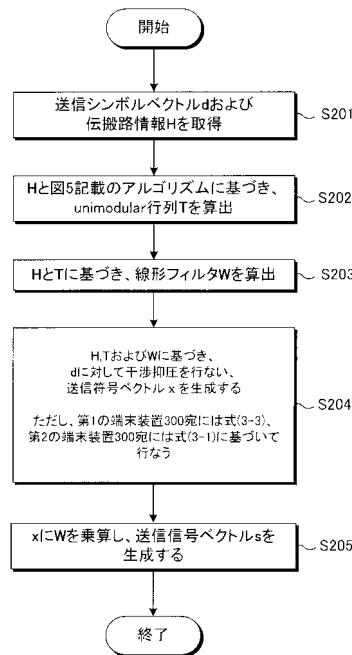 開始
送信シンボルベクトルdおよび
伝搬路情報Hを取得
S201
Hと図5記載のアルゴリズムに基づき、
unimodular行列Tを算出
S202
HとTに基づき、線形フィルタWを算出
S203
H,TおよびWに基づき、
dに対して干渉抑圧を行ない、
送信符号ベクトル x を生成する
ただし、第1の端末装置300宛には式(3-3)、
第2の端末装置300宛には式(3-1)に基づいて
行なう
S204
xにWを乗算し、送信信号ベクトルsを
生成する
S205
終了